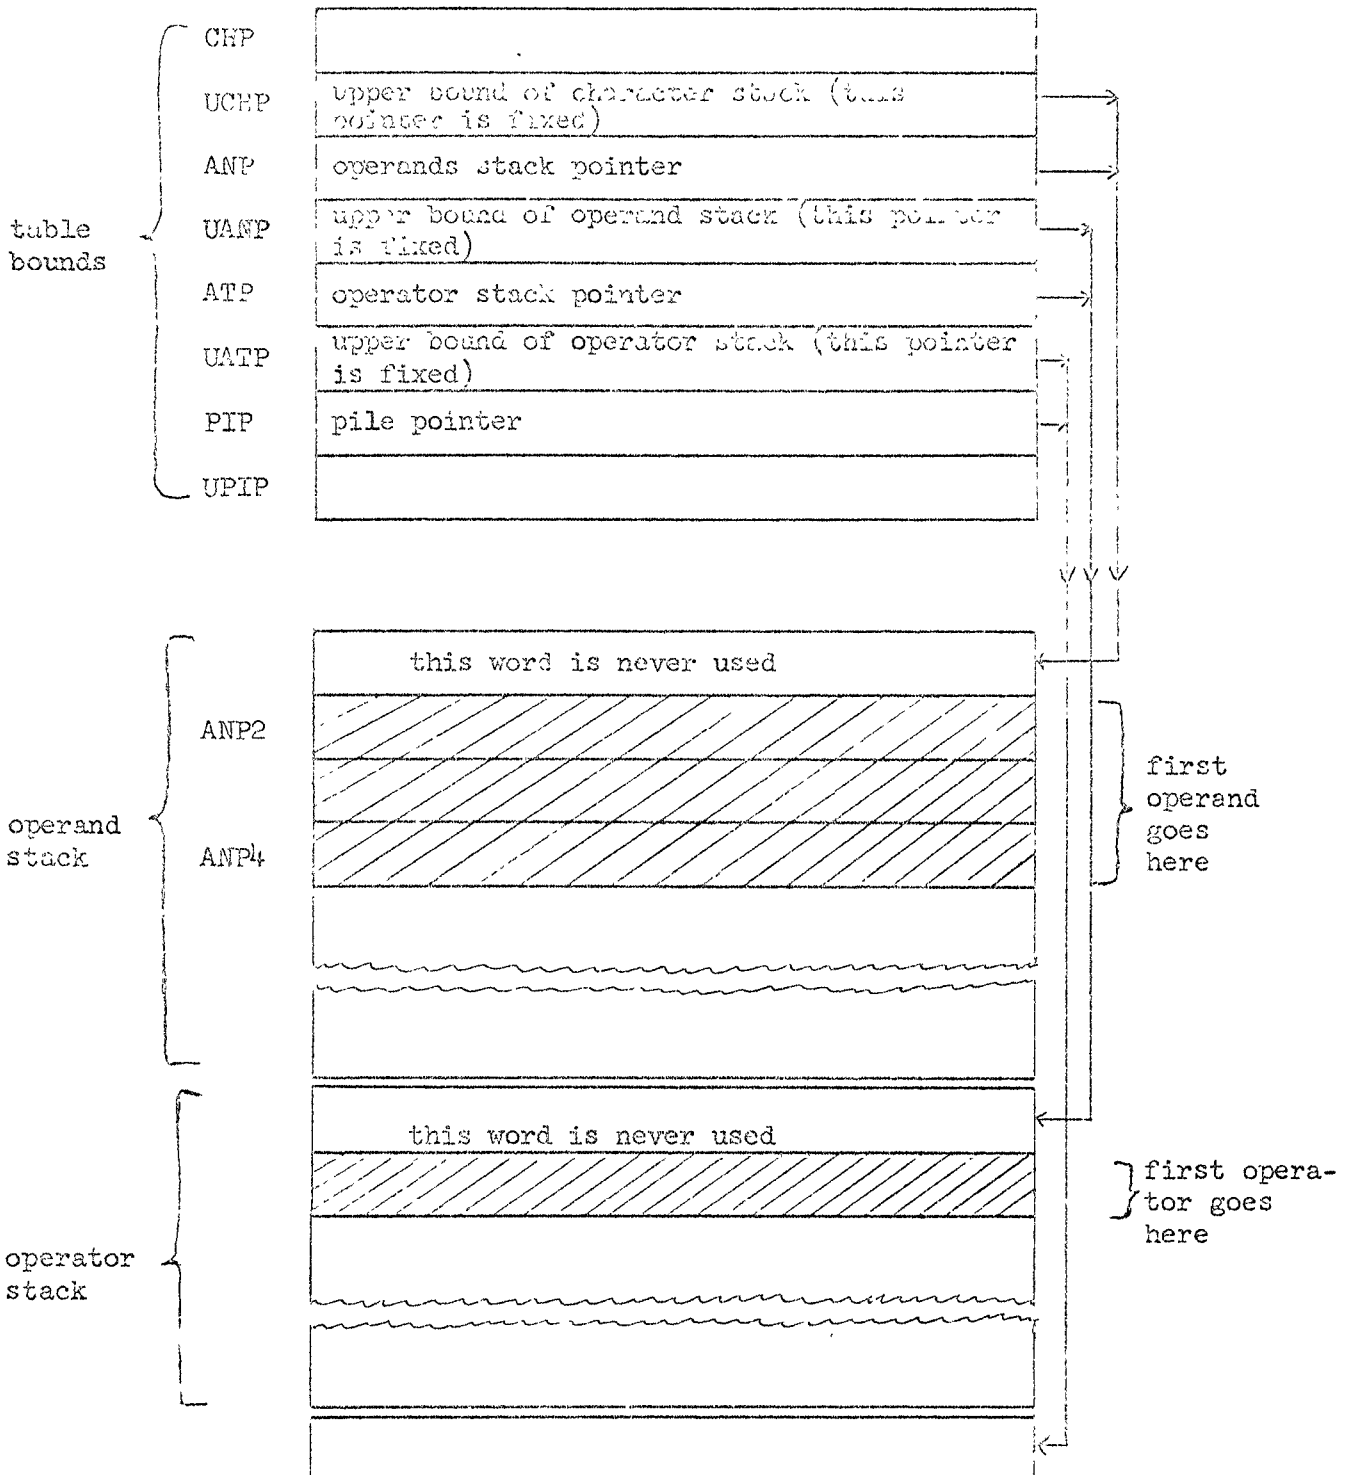 CHP
UCHP upper bound of character stack (this
pointer is fixed)
ANP operands stack pointer
table
bounds
UANP upper bound of operand stack (this pointer
is fixed)
ATP operator stack pointer
UATP upper bound of operator stack (this pointer
is fixed)
PIP pile pointer
UPIP
this word is never used
ANP2
first
operand
goes
here
operand
stack
ANP4
this word is never used
first opera-
tor goes
here
operator
stack